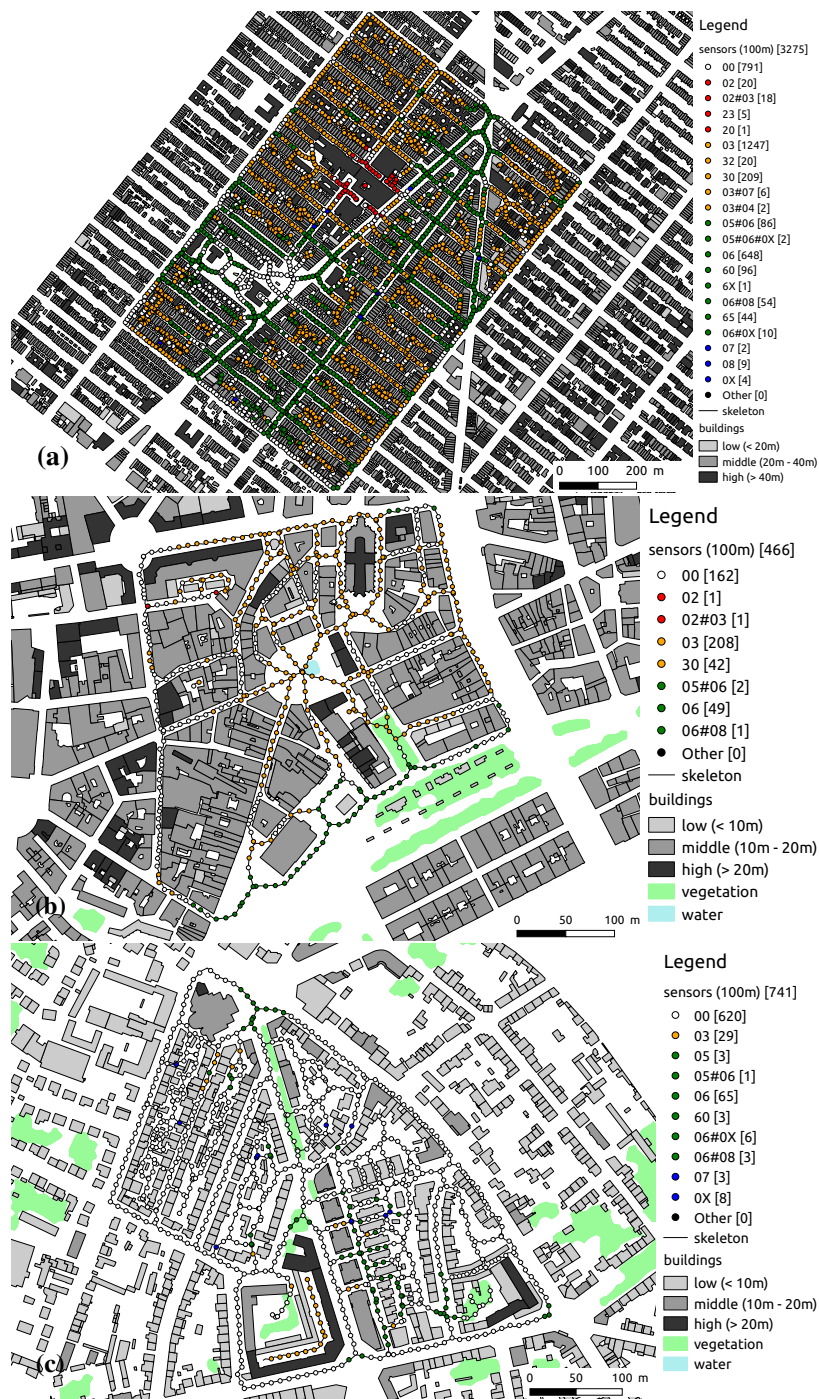 Legend
sensors (100m) [3275]
00 [791]
02 [20]
02#03 [18]
23 [5]
20 [1]
03 [1247]
32 [20]
30 [209]
03#07 [6]
03#04 [2]
05#06 [86]
05#06#0X [2]
06 [648]
60 [96]
6X [1]
06#08 [54]
65 [44]
06#0X [10]
07 [2]
08 [9]
0X [4]
Other [0]
skeleton
buildings
low (< 20m)
middle (20m - 40m)
high (> 40m)
(a)
0 100 200 m
Legend
sensors (100m) [466]
00 [162]
02 [1]
02#03 [1]
03 [208]
30 [42]
05#06 [2]
06 [49]
06#08 [1]
Other [0]
skeleton
buildings
low (< 10m)
middle (10m - 20m)
high (> 20m)
vegetation
water
(b)
0 50 100 m
Legend
sensors (100m) [741]
00 [620]
03 [29]
05 [3]
05#06 [1]
06 [65]
60 [3]
06#0X [6]
06#08 [3]
07 [3]
0X [8]
Other [0]
skeleton
buildings
low (< 10m)
middle (10m - 20m)
high (> 20m)
vegetation
water
(c)
0 50 100 m